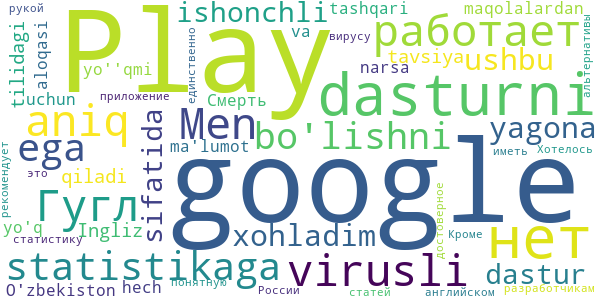 рукой
ishonchli
tashqari
maqolalardan
Play
работает
tilidagi
aloqasi
единственно
va
вирусу
альтернативы
yo''qmi
narsa
tavsiya
ushbu
uchun
приложение
Смерть
dasturni
aniq
Men
bo'lishni
yagona
ega
sifatida
ma'lumot
иметь
Хотелось
рекомендует
это
qiladi
google
Гугл
yo'q
Ingliz
xohladim
достоверное
Кроме
нет
статистику
statistikaga
virusli
dastur
понятную
O'zbekiston
hech
России
статей
английском
разработчикам